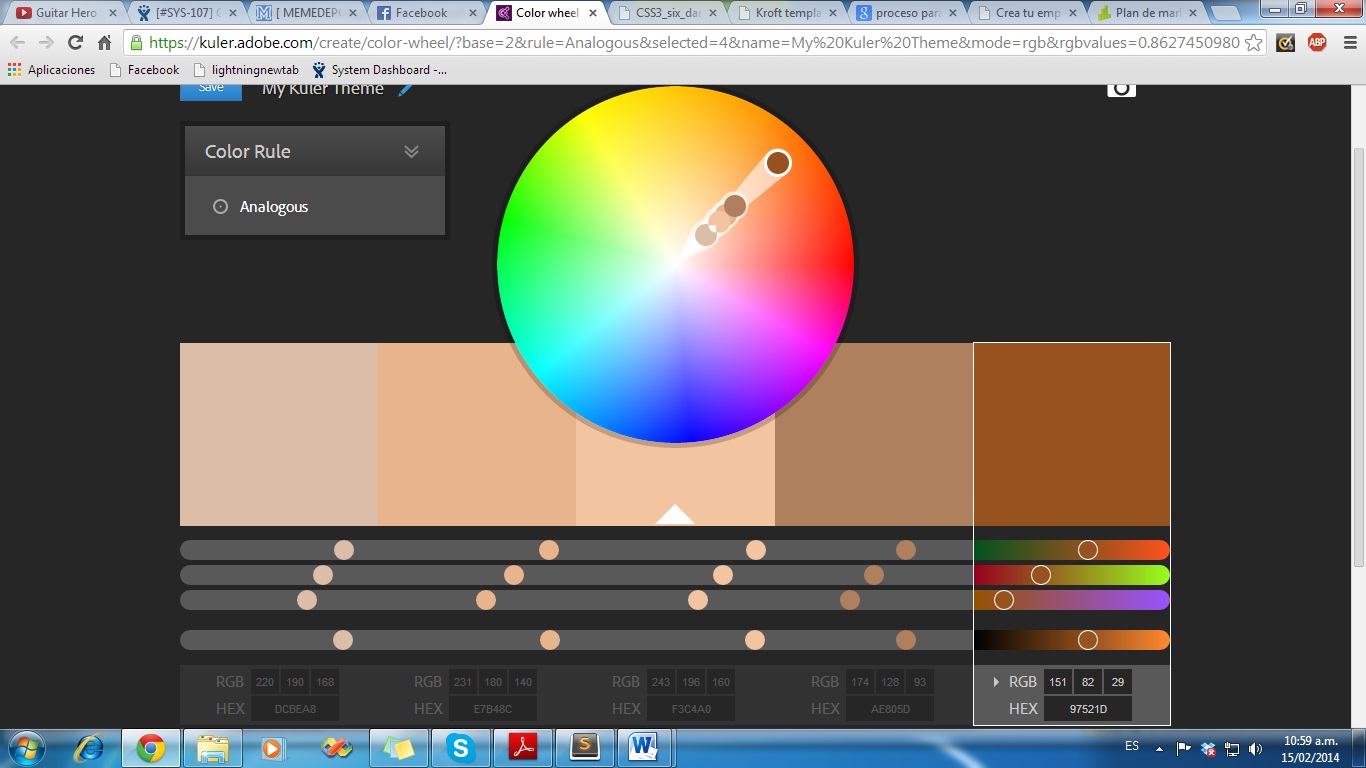 Guitar Hero
[#SYS-107] C
[ MEMEDEPO
Facebook
Color wheel
CSS3_six_da
Kroft templa
proceso para
Crea tu emp
Plan de mar
https://kuler.adobe.com/create/color-wheel/?base=2&rule=Analogous&selected=4&name=My%20Kuler%20Theme&mode=rgb&rgbvalues=0.8627450980
ABP
Aplicaciones Facebook lightningnewtab System Dashboard -...
Save My Kuler Theme
Color Rule
Analogous
RGB 220 190 168 RGB 231 180 140 RGB 243 196 160 RGB 174 128 93 RGB 151 82 29
HEX DCBEA8 HEX E7B48C HEX F3C4A0 HEX AE805D HEX 97521D
ES
10:59 a.m.
15/02/2014